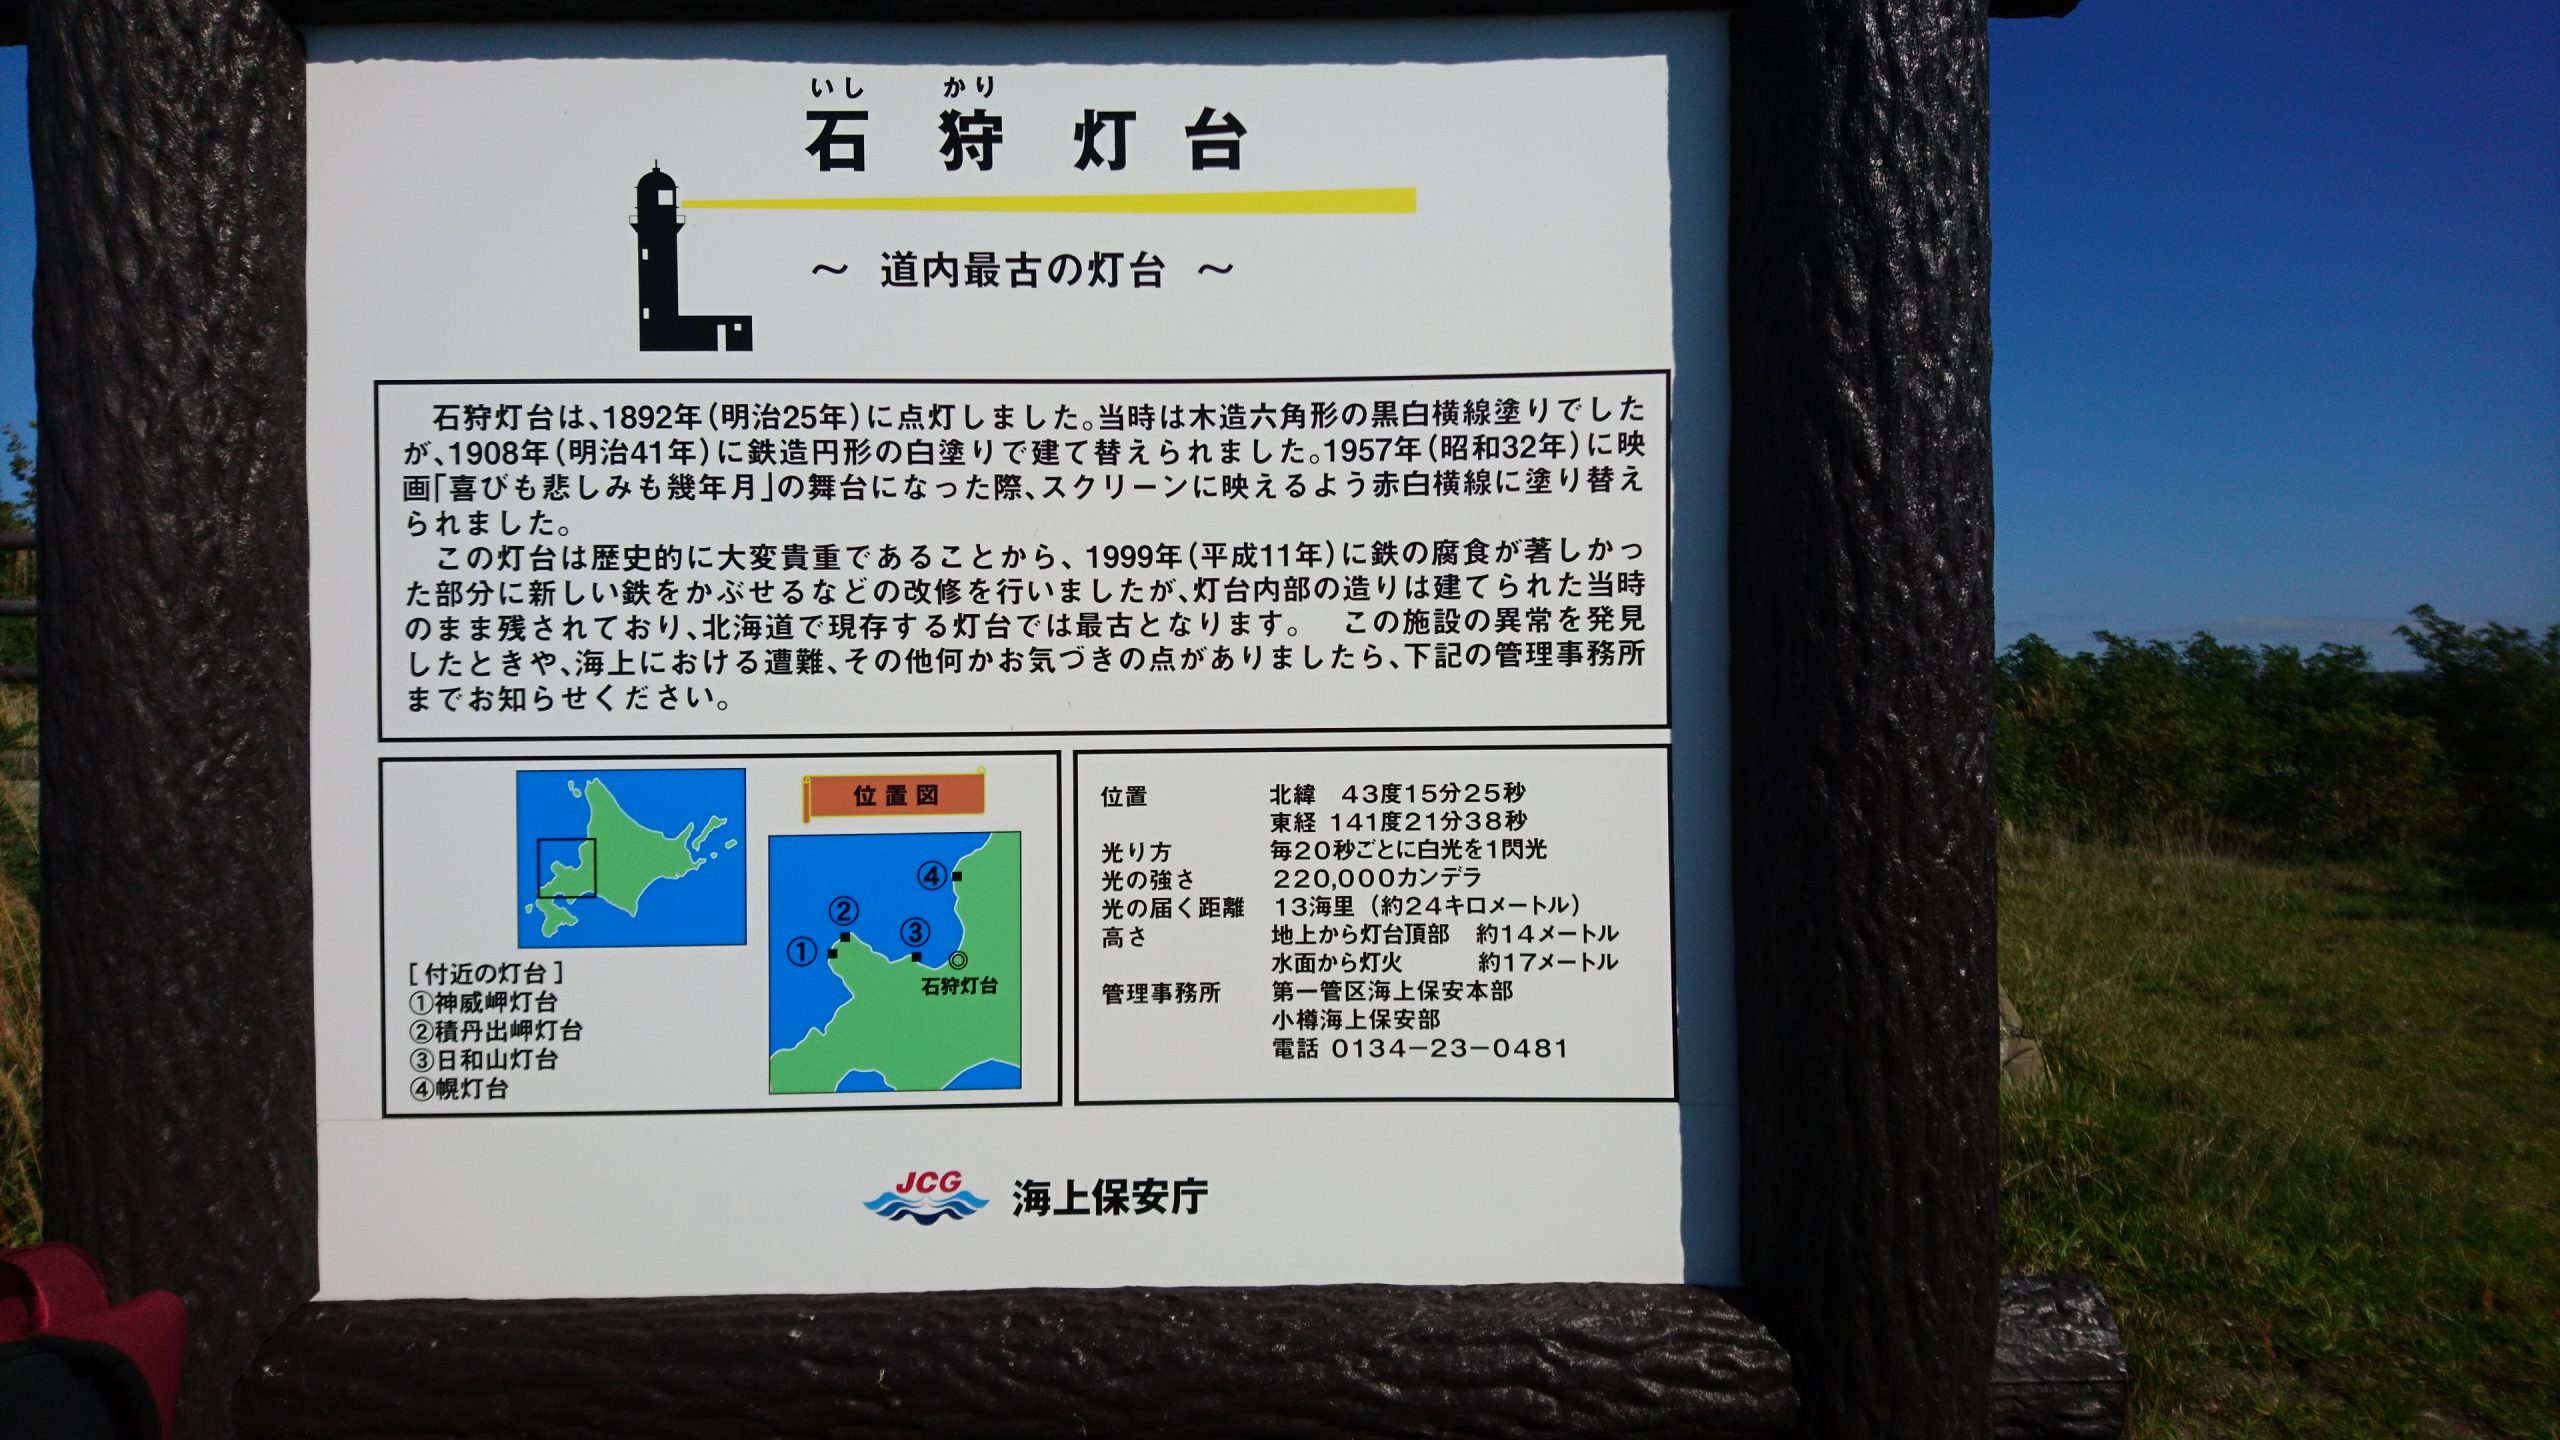 いし かり
石狩灯台
～ 道内最古の灯台 ～
石狩灯台は、1892年(明治25年)に点灯しました。当時は木造六角形の黒白横線塗りでした
が、1908年(明治41年)に鉄造円形の白塗りで建て替えられました。1957年(昭和32年)に映
画「喜びも悲しみも幾年月」の舞台になった際、スクリーンに映えるよう赤白横線に塗り替え
られました。
この灯台は歴史的に大変貴重であることから、1999年(平成11年)に鉄の腐食が著しかっ
た部分に新しい鉄をかぶせるなどの改修を行いましたが、灯台内部の造りは建てられた当時
のまま残されており、北海道で現存する灯台では最古となります。 この施設の異常を発見
したときや、海上における遭難、その他何かお気づきの点がありましたら、下記の管理事務所
までお知らせください。
位置図
④
②
③
①
石狩灯台
[付近の灯台]
①神威岬灯台
②積丹出岬灯台
③日和山灯台
④幌灯台
位置 北緯 43度15分25秒
東経 141度21分38秒
光り方 毎20秒ごとに白光を1閃光
光の強さ 220,000カンデラ
光の届く距離 13海里（約24キロメートル）
高さ 地上から灯台頂部 約14メートル
水面から灯火 約17メートル
管理事務所 第一管区海上保安本部
小樽海上保安部
電話 0134－23－0481
JCG 海上保安庁